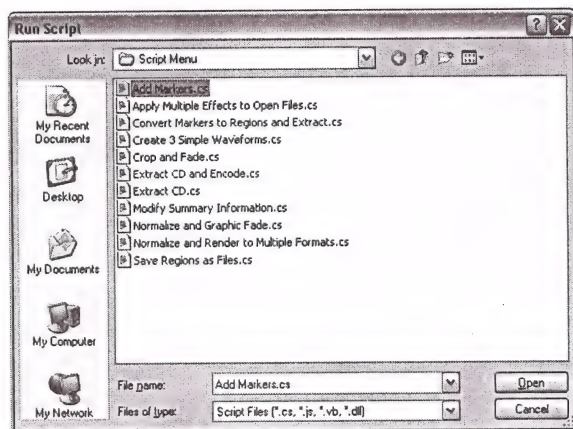 Run Script
Look in: Script Menu
My Recent Documents
Desktop
My Documents
My Computer
My Network
Add Markers.cs
Apply Multiple Effects to Open Files.cs
Convert Markers to Regions and Extract.cs
Create 3 Simple Waveforms.cs
Crop and Fade.cs
Extract CD and Encode.cs
Extract CD.cs
Modify Summary Information.cs
Normalize and Graphic Fade.cs
Normalize and Render to Multiple Formats.cs
Save Regions as Files.cs
File name: Add Markers.cs Open
Files of type: Script Files (*.cs, *.js, *.vb, *.dll) Cancel